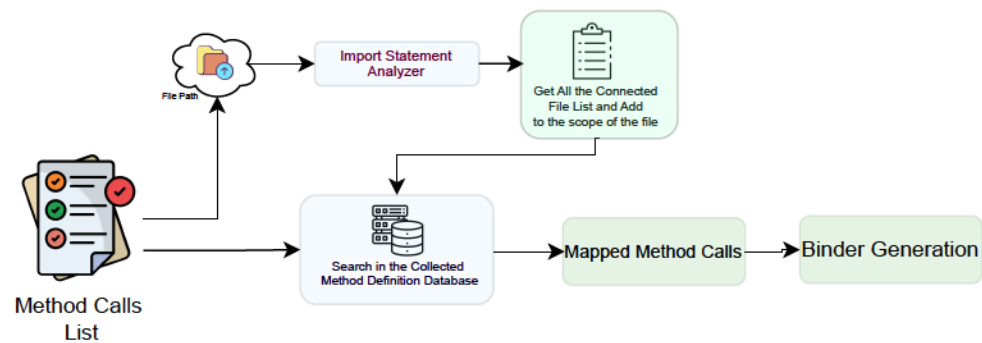 File Path
Import Statement
Analyzer
Get All the Connected
File List and Add
to the scope of the file
Method Calls
List
Search in the Collected
Method Definition Database
Mapped Method Calls
Binder Generation